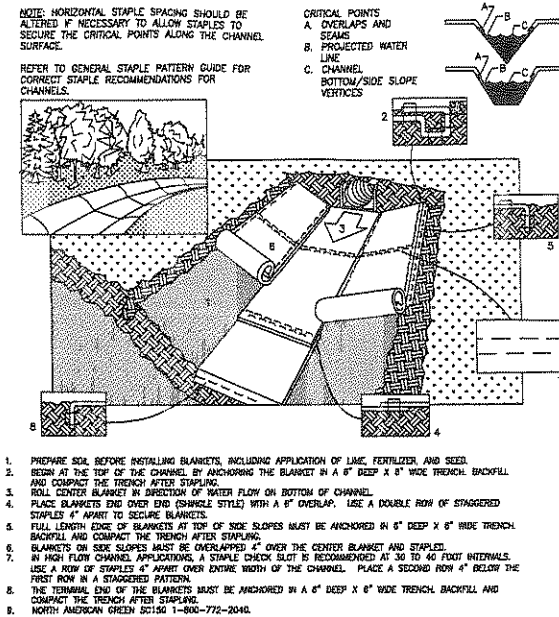 NOTE: HORIZONTAL STAPLE SPACING SHOULD BE
ALTERED IF NECESSARY TO ALLOW STAPLES TO
SECURE THE CRITICAL POINTS ALONG THE CHANNEL
SURFACE.
REFER TO GENERAL STAPLE PATTERN GUIDE FOR
CORRECT STAPLE RECOMMENDATIONS FOR
CHANNELS.
CRITICAL POINTS
A. OVERLAPS AND
SEAMS
B. PROJECTED WATER
LINE
C. CHANNEL
BOTTOM/SIDE SLOPE
VERTICES
A
B
C
A
B
C
2
5
3
6
1
8
4
1. PREPARE SOIL BEFORE INSTALLING BLANKETS, INCLUDING APPLICATION OF LIME, FERTILIZER, AND SEED.
2. BEGIN AT THE TOP OF THE CHANNEL BY ANCHORING THE BLANKET IN A 6" DEEP X 6" WIDE TRENCH. BACKFILL
AND COMPACT THE TRENCH AFTER STAPLING.
3. ROLL CENTER BLANKET IN DIRECTION OF WATER FLOW ON BOTTOM OF CHANNEL.
4. PLACE BLANKETS END OVER END (SHINGLE STYLE) WITH A 6" OVERLAP. USE A DOUBLE ROW OF STAGGERED
STAPLES 4" APART TO SECURE BLANKETS.
5. FULL LENGTH EDGE OF BLANKETS AT TOP OF SIDE SLOPES MUST BE ANCHORED IN 6" DEEP X 6" WIDE TRENCH.
BACKFILL AND COMPACT THE TRENCH AFTER STAPLING.
6. BLANKETS ON SIDE SLOPES MUST BE OVERLAPPED 4" OVER THE CENTER BLANKET AND STAPLED.
7. IN HIGH FLOW CHANNEL APPLICATIONS, A STAPLE CHECK SLOT IS RECOMMENDED AT 30 TO 40 FOOT INTERVALS.
USE A ROW OF STAPLES 4" APART OVER ENTIRE WIDTH OF THE CHANNEL. PLACE A SECOND ROW 4" BELOW THE
FIRST ROW IN A STAGGERED PATTERN.
8. THE TERMINAL END OF THE BLANKETS MUST BE ANCHORED IN A 6" DEEP X 6" WIDE TRENCH. BACKFILL AND
COMPACT THE TRENCH AFTER STAPLING.
9. NORTH AMERICAN GREEN SC150 1-800-772-2040.